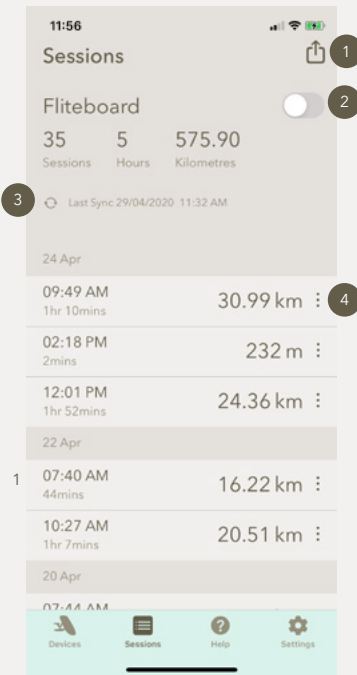 11:56
Sessions
1
Fliteboard
2
35 5 575.90
Sessions Hours Kilometres
3
Last Sync 29/04/2020 11:32 AM
24 Apr
09:49 AM 30.99 km
4
1hr 10mins
02:18 PM 232 m
2mins
12:01 PM 24.36 km
1hr 52mins
22 Apr
1
07:40 AM 16.22 km
44mins
10:27 AM 20.51 km
1hr 7mins
20 Apr
07:44 AM
Devices Sessions Help Settings